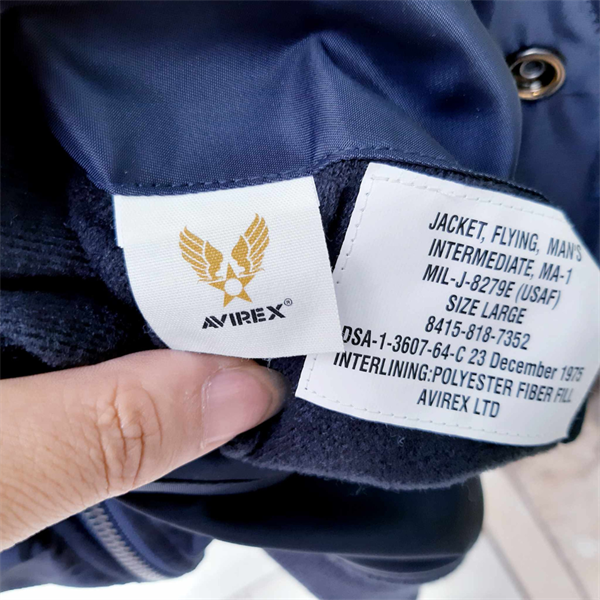 AVIREX®
JACKET, FLYING, MAN'S
INTERMEDIATE, MA-1
MIL-J-8279E (USAF)
SIZE LARGE
8415-818-7352
DSA-1-3607-64-C 23 December 1975
INTERLINING:POLYESTER FIBER FILL
AVIREX LTD